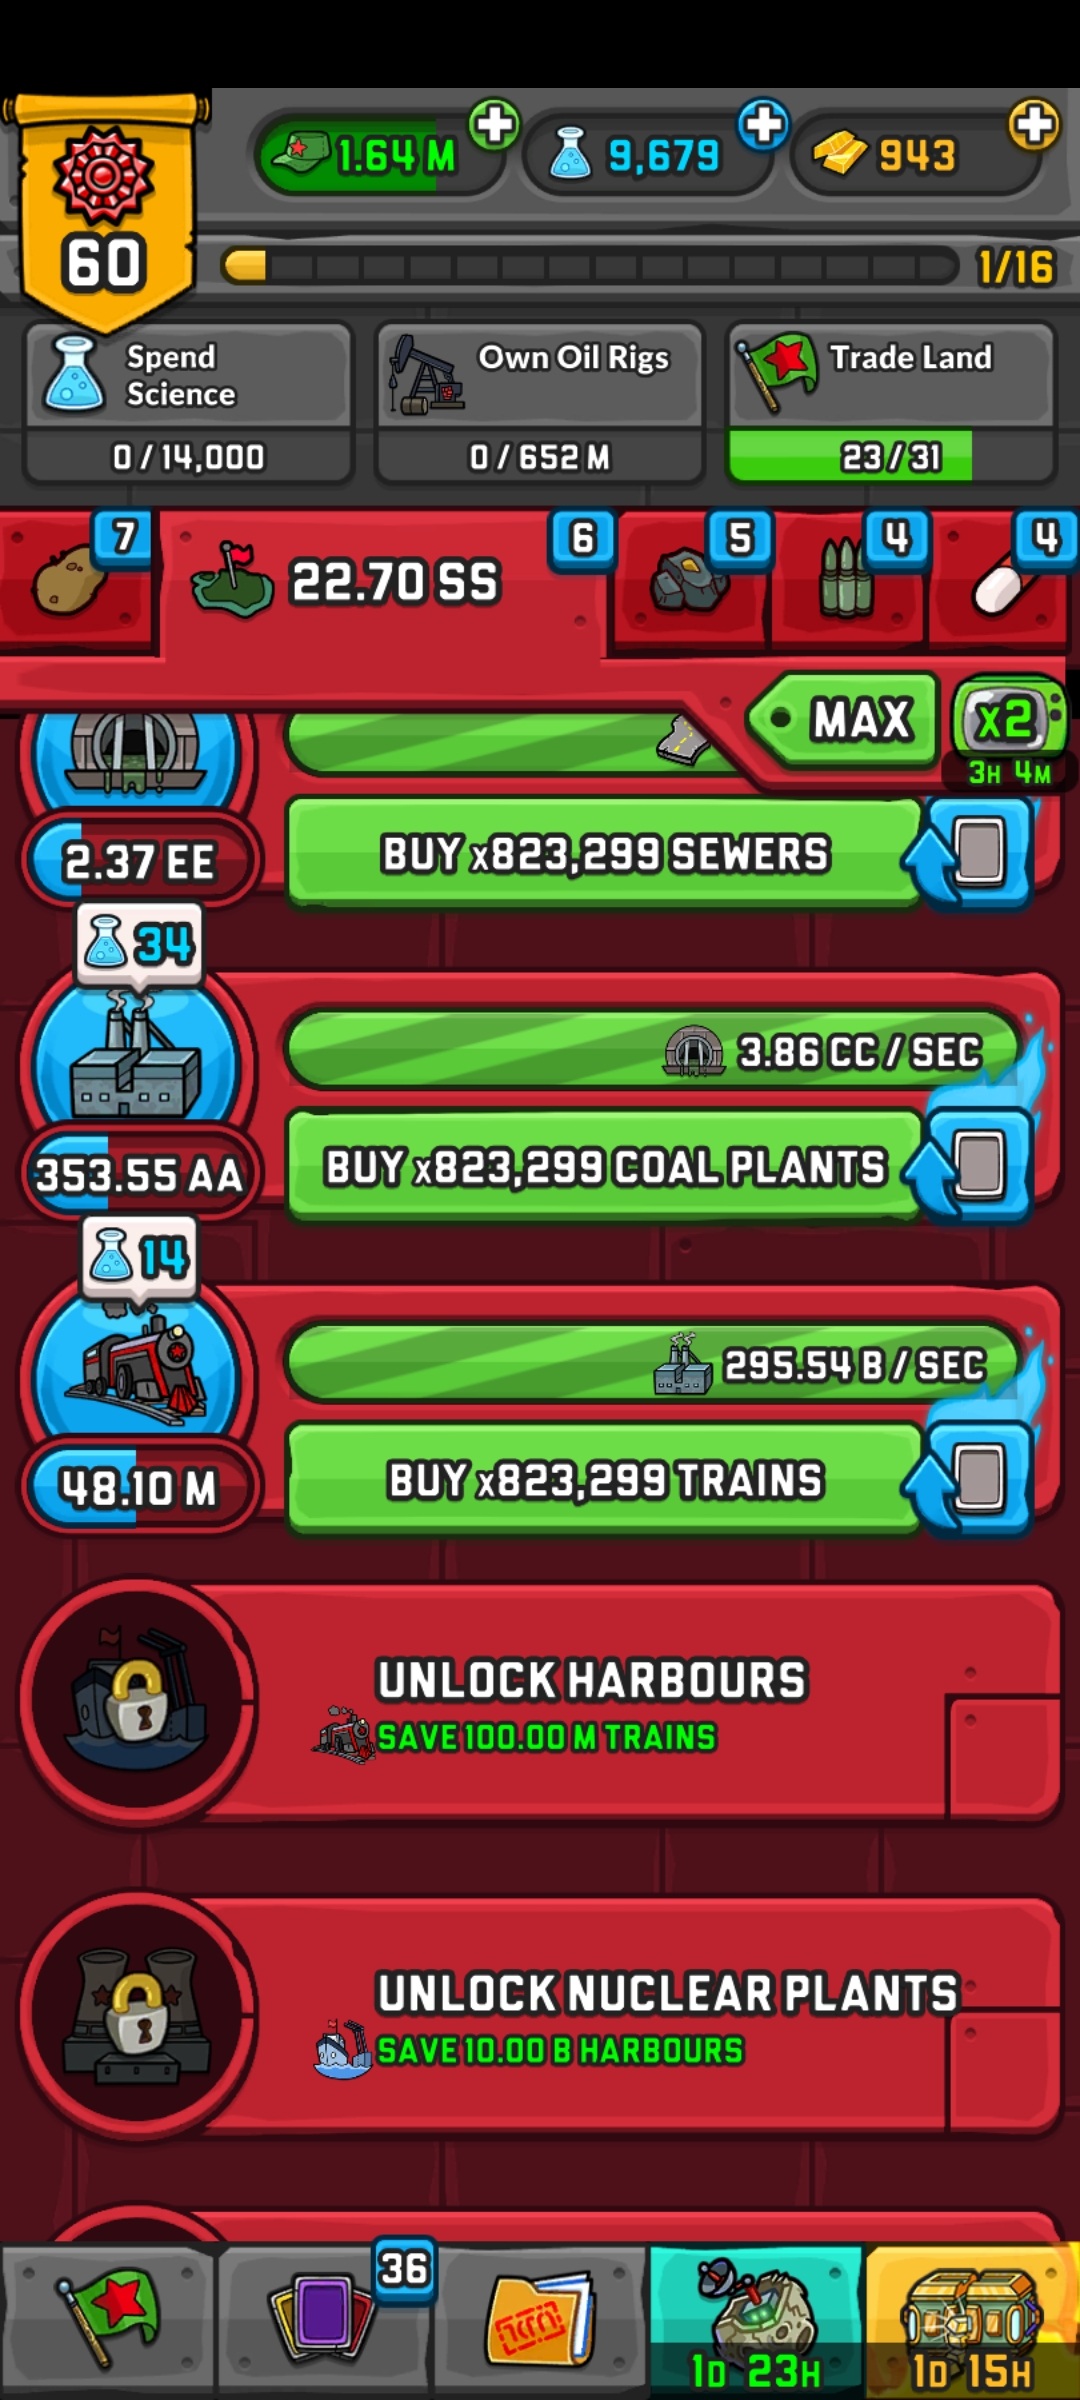 1.64 M
9,679
943
60
1/16
Spend
Science
Own Oil Rigs
Trade Land
0 / 14,000
0 / 652 M
23 / 31
7
22.70 SS
6
5
4
4
MAX
x2
3H 4M
2.37 EE
BUY x823,299 SEWERS
34
3.86 CC / SEC
353.55 AA
BUY x823,299 COAL PLANTS
14
295.54 B / SEC
48.10 M
BUY x823,299 TRAINS
UNLOCK HARBOURS
SAVE 100.00 M TRAINS
UNLOCK NUCLEAR PLANTS
SAVE 10.00 B HARBOURS
36
1D 23H
1D 15H